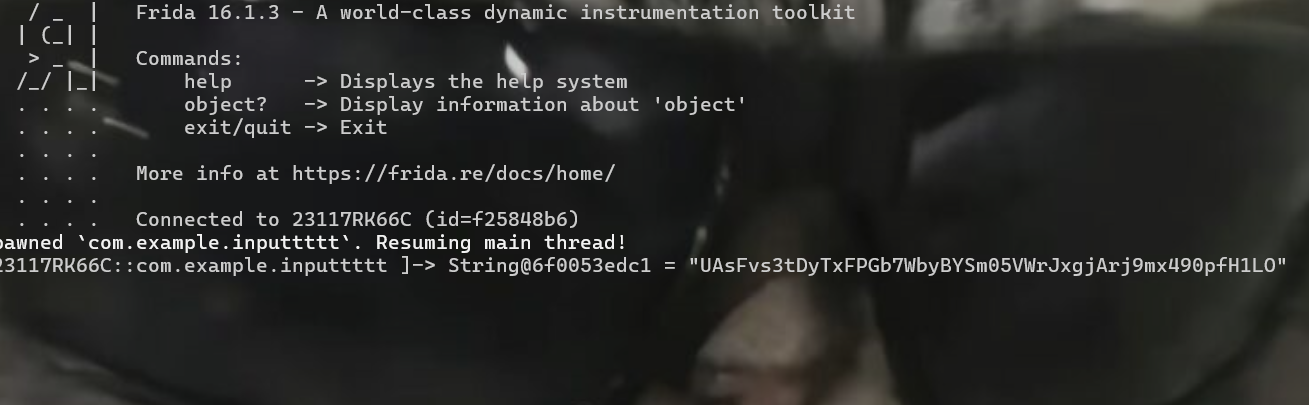 / _  |   Frida 16.1.3 - A world-class dynamic instrumentation toolkit
| (_| |
> _  |   Commands:
/_/ |_|       help      -> Displays the help system
. . . .       object?   -> Display information about 'object'
. . . .       exit/quit -> Exit
. . . .
. . . .   More info at https://frida.re/docs/home/
. . . .
. . . .   Connected to 23117RK66C (id=f25848b6)
pawned `com.example.inputtttt`. Resuming main thread!
23117RK66C::com.example.inputtttt ]-> String@6f0053edc1 = "UAsFvs3tDyTxFPGb7WbyBYSm05VWrJxgjArj9mx490pfH1LO"